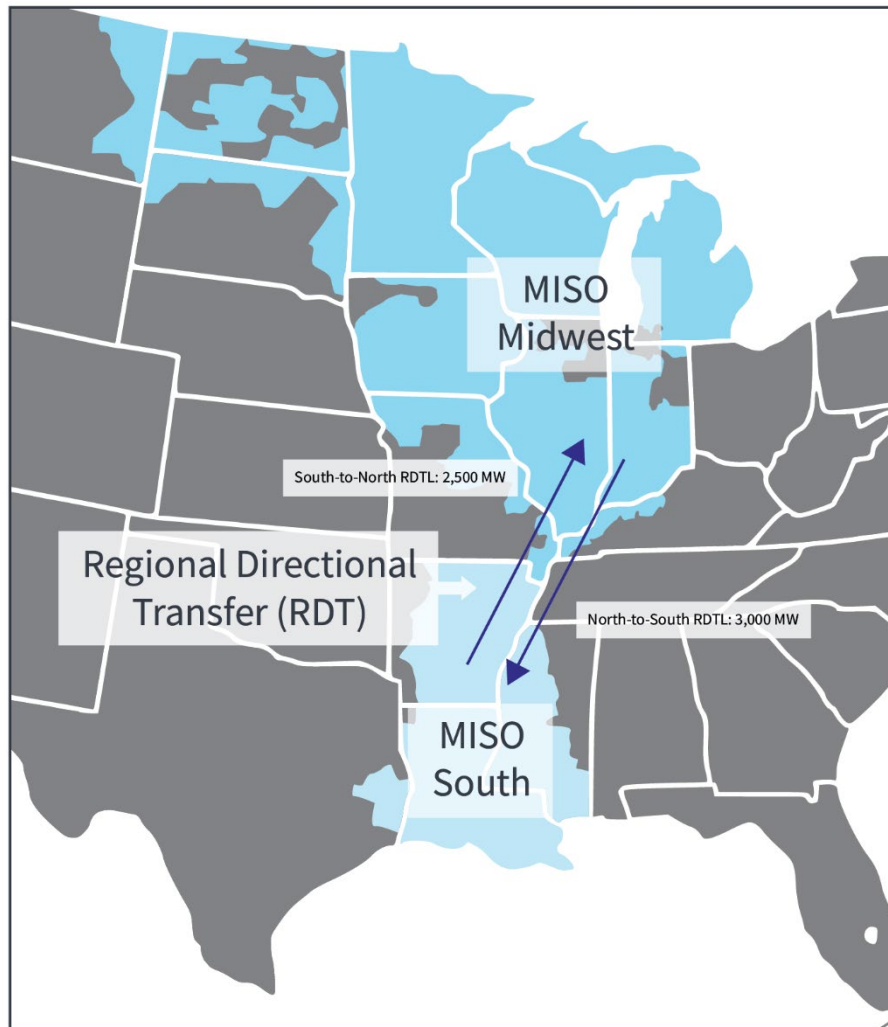 MISO
Midwest
South-to-North RDTL: 2,500 MW
Regional Directional
Transfer (RDT)
North-to-South RDTL: 3,000 MW
MISO
South